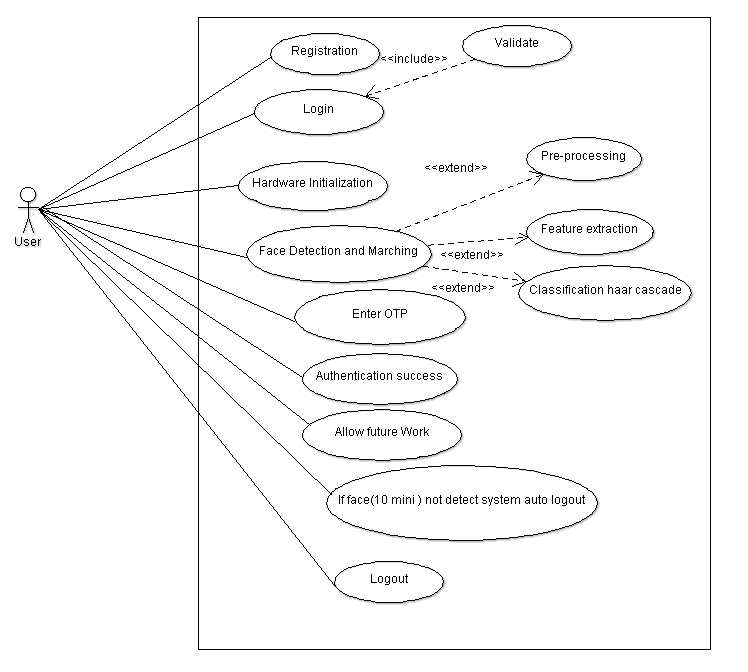 Registration
<<include>>
Validate
Login
Pre-processing
<<extend>>
Hardware Initialization
User
Feature extraction
Face Detection and Marching
<<extend>>
<<extend>>
Classification haar cascade
Enter OTP
Authentication success
Allow future Work
If face(10 mini ) not detect system auto logout
Logout